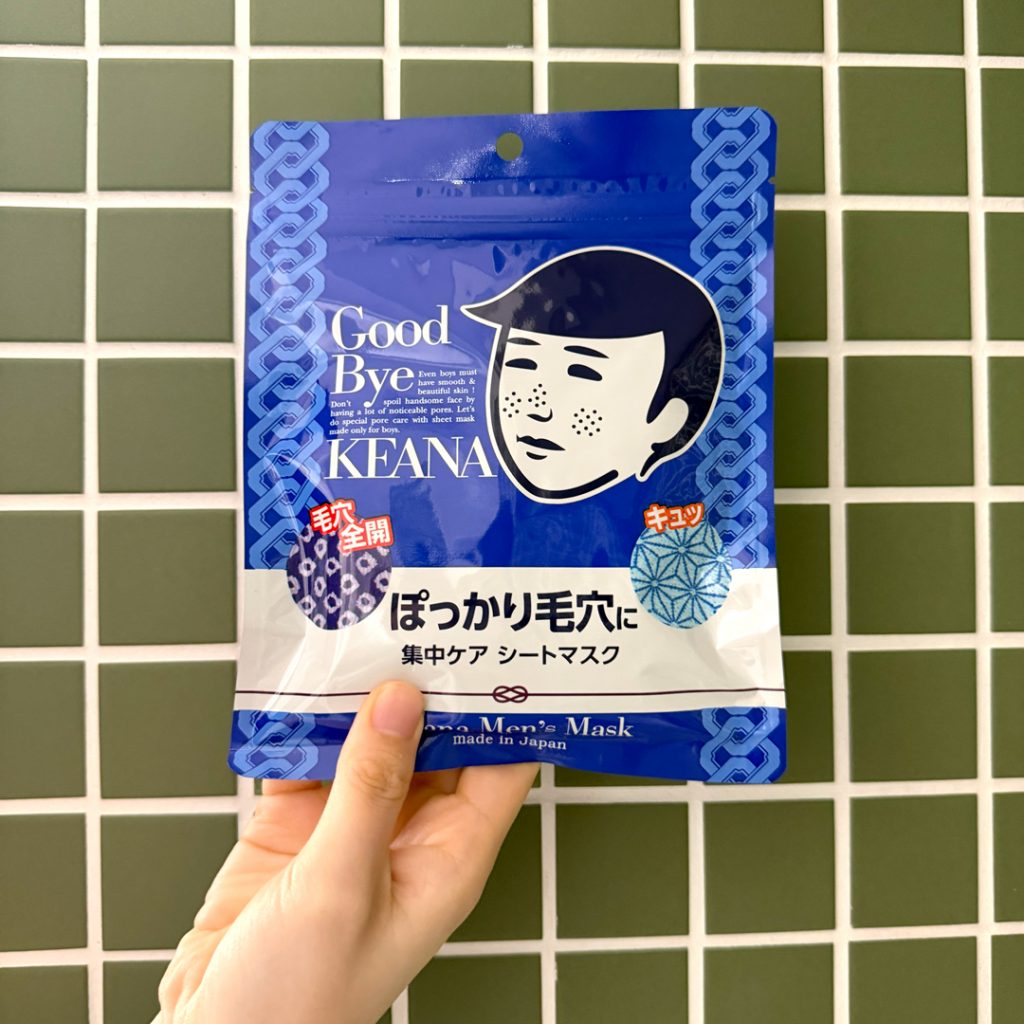 Good
Bye
Even boys must
have smooth &
beautiful skin !
Don't spoil handsome face by
having a lot of noticeable pores. Let's
do special pore care with sheet mask
made only for boys.
KEANA
毛穴
全開
キュッ
ぽっかり毛穴に
集中ケア シートマスク
Men's Mask
made in Japan